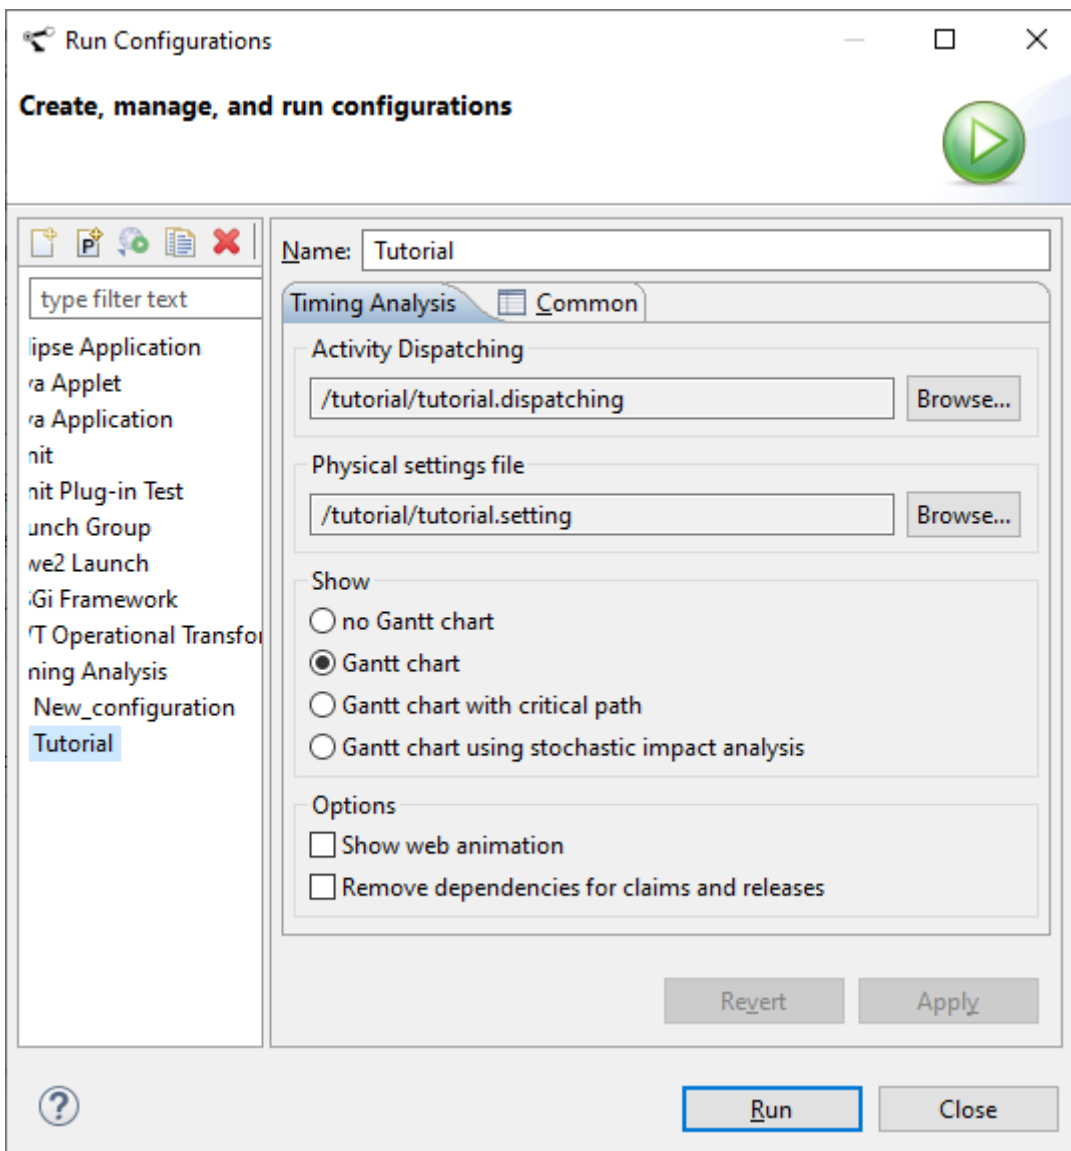 Run Configurations
Create, manage, and run configurations
Name: Tutorial
type filter text
Timing Analysis Common
lipse Application
va Applet
va Application
nit
nit Plug-in Test
unch Group
we2 Launch
Gi Framework
T Operational Transfor
ning Analysis
New_configuration
Tutorial
Activity Dispatching
/tutorial/tutorial.dispatching Browse...
Physical settings file
/tutorial/tutorial.setting Browse...
Show
no Gantt chart
Gantt chart
Gantt chart with critical path
Gantt chart using stochastic impact analysis
Options
Show web animation
Remove dependencies for claims and releases
Revert Apply
Run Close